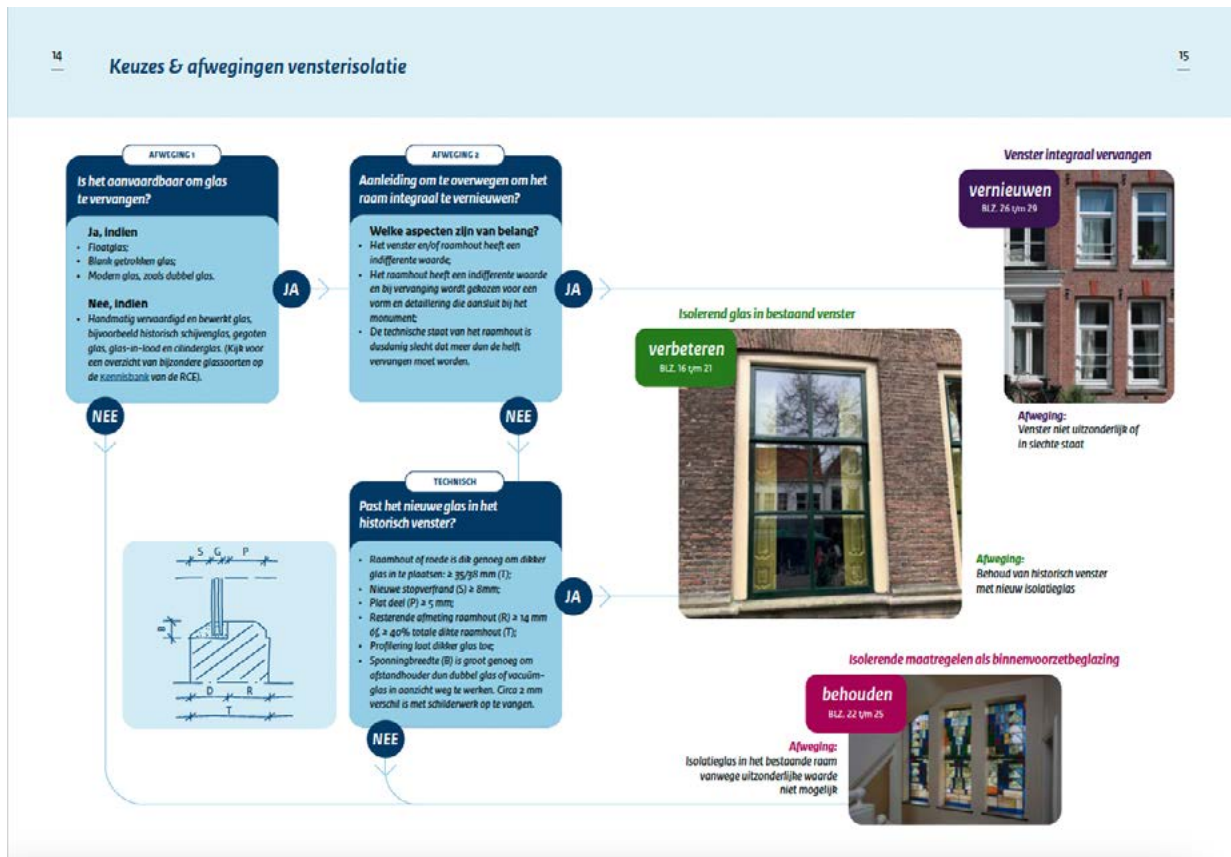 14
Keuzes & afwegingen vensterisolatie
15
AFWEGING 1
Is het aanvaardbaar om glas
te vervangen?
Ja, indien
• Floatglas;
• Blank getrokken glas;
• Modern glas, zoals dubbel glas.
Nee, indien
• Handmatig vervaardigd en bewerkt glas,
bijvoorbeeld historisch schijvenglas, gegoten
glas, glas-in-lood en cilinderglas. (Kijk voor
een overzicht van bijzondere glassoorten op
de Kennisbank van de RCE).
JA
NEE
AFWEGING 2
Aanleiding om te overwegen om het
raam integraal te vernieuwen?
Welke aspecten zijn van belang?
• Het venster en/of raamhout heeft een
indifferente waarde;
• Het raamhout heeft een indifferente waarde
en bij vervanging wordt gekozen voor een
vorm en detaillering die aansluit bij het
monument;
• De technische staat van het raamhout is
dusdanig slecht dat meer dan de helft
vervangen moet worden.
JA
NEE
TECHNISCH
Past het nieuwe glas in het
historisch venster?
• Raamhout of roede is dik genoeg om dikker
glas in te plaatsen: ≥ 35/38 mm (T);
• Nieuwe stopverfrand (S) ≥ 8mm;
• Plat deel (P) ≥ 5 mm;
• Resterende afmeting raamhout (R) ≥ 14 mm
óf, ≥ 40% totale dikte raamhout (T);
• Profilering laat dikker glas toe;
• Sponningbreedte (B) is groot genoeg om
afstandhouder dun dubbel glas of vacuüm-
glas in aanzicht weg te werken. Circa 2 mm
verschil is met schilderwerk op te vangen.
JA
NEE
S G P
B
D R
T
Venster integraal vervangen
vernieuwen
BLZ. 26 t/m 29
Afweging:
Venster niet uitzonderlijk of
in slechte staat
Isolerend glas in bestaand venster
verbeteren
BLZ. 16 t/m 21
Afweging:
Behoud van historisch venster
met nieuw isolatieglas
Isolerende maatregelen als binnenvoorzetbeglazing
behouden
BLZ. 22 t/m 25
Afweging:
Isolatieglas in het bestaande raam
vanwege uitzonderlijke waarde
niet mogelijk